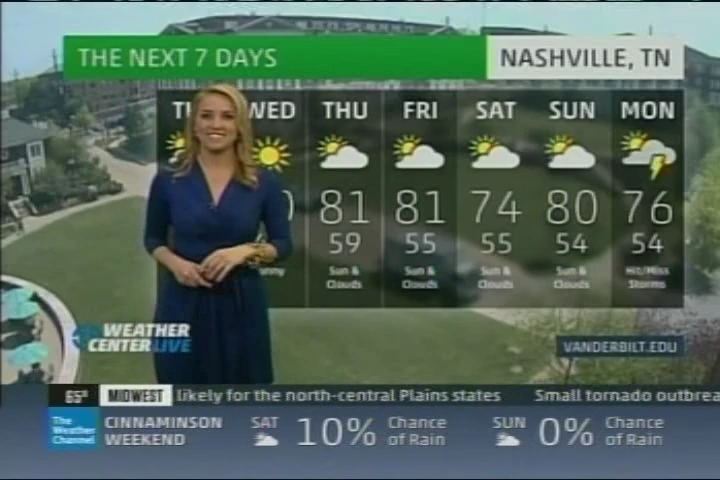 THE NEXT 7 DAYS
NASHVILLE, TN
WED THU FRI SAT SUN MON
81 81 74 80 76
59 55 55 54 54
Sun & Sun & Sun & Sun & Hit/Miss
Clouds Clouds Clouds Clouds Storms
WEATHER
CENTER LIVE
VANDERBILT.EDU
65° MIDWEST likely for the north-central Plains states Small tornado outbrea
The
Weather
Channel
CINNAMINSON
WEEKEND
SAT 10% Chance
of Rain
SUN 0% Chance
of Rain